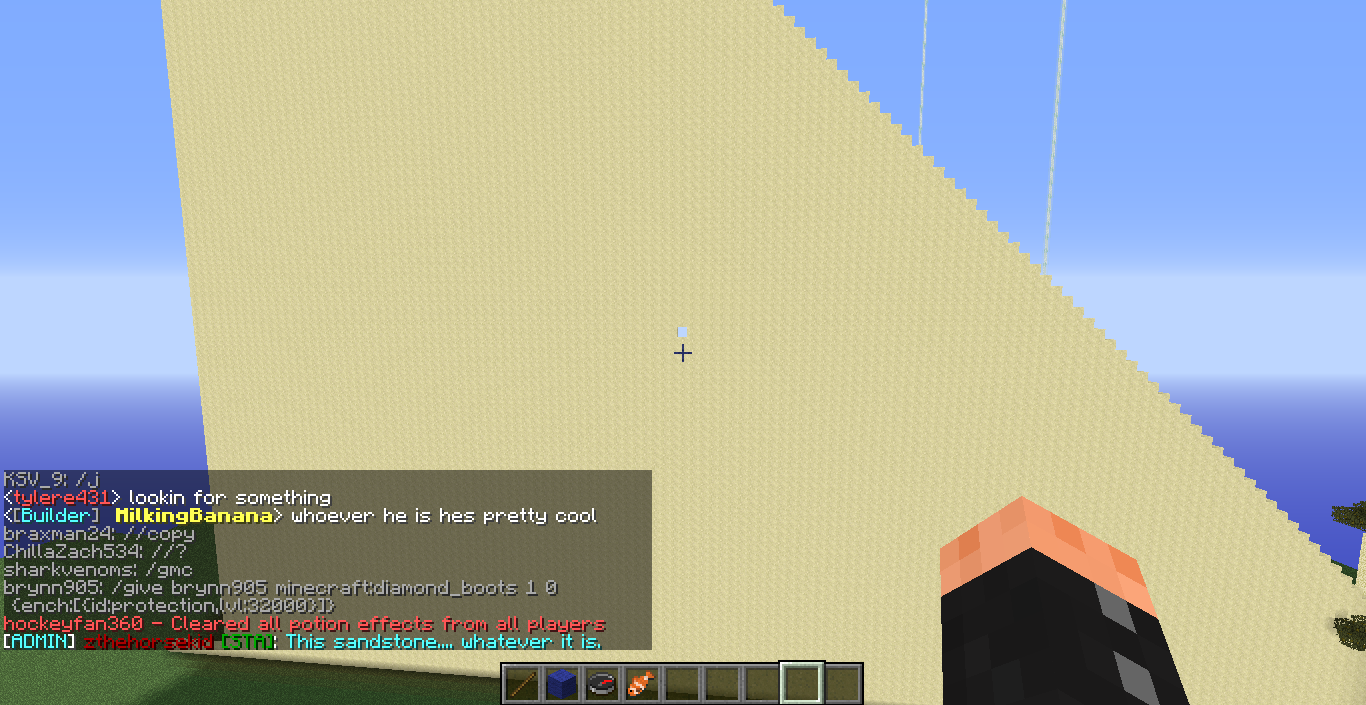 KSV_9: /j
<tylere431> lookin for something
<[Builder] MilkingBanana> whoever he is hes pretty cool
braxman24: //copy
ChillaZach534: //?
sharkvenoms: /gmc
brynn905: /give brynn905 minecraft:diamond_boots 1 0
{ench:[{id:protection,lvl:32000}]}
hockeyfan360 - Cleared all potion effects from all players
[ADMIN] zthehorsekid [STA]: This sandstone.... whatever it is.